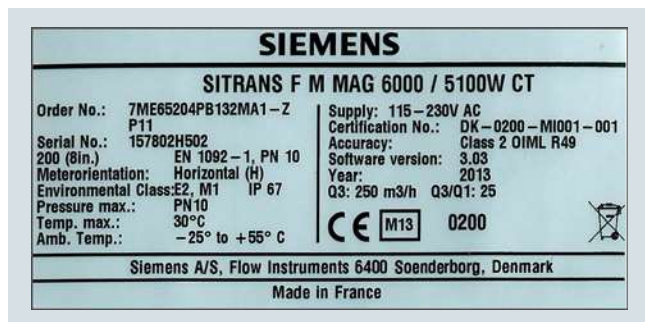 SIEMENS
SITRANS F M MAG 6000 / 5100W CT
Order No.: 7ME65204PB132MA1-Z
P11
Serial No.: 157802H502
200 (8in.) EN 1092-1, PN 10
Meterorientation: Horizontal (H)
Environmental Class:E2, M1 IP 67
Pressure max.: PN10
Temp. max.: 30°C
Amb. Temp.: -25° to +55° C
Supply: 115-230V AC
Certification No.: DK-0200-MI001-001
Accuracy: Class 2 OIML R49
Software version: 3.03
Year: 2013
Q3: 250 m3/h Q3/Q1: 25
CE M13 0200
Siemens A/S, Flow Instruments 6400 Soenderborg, Denmark
Made in France